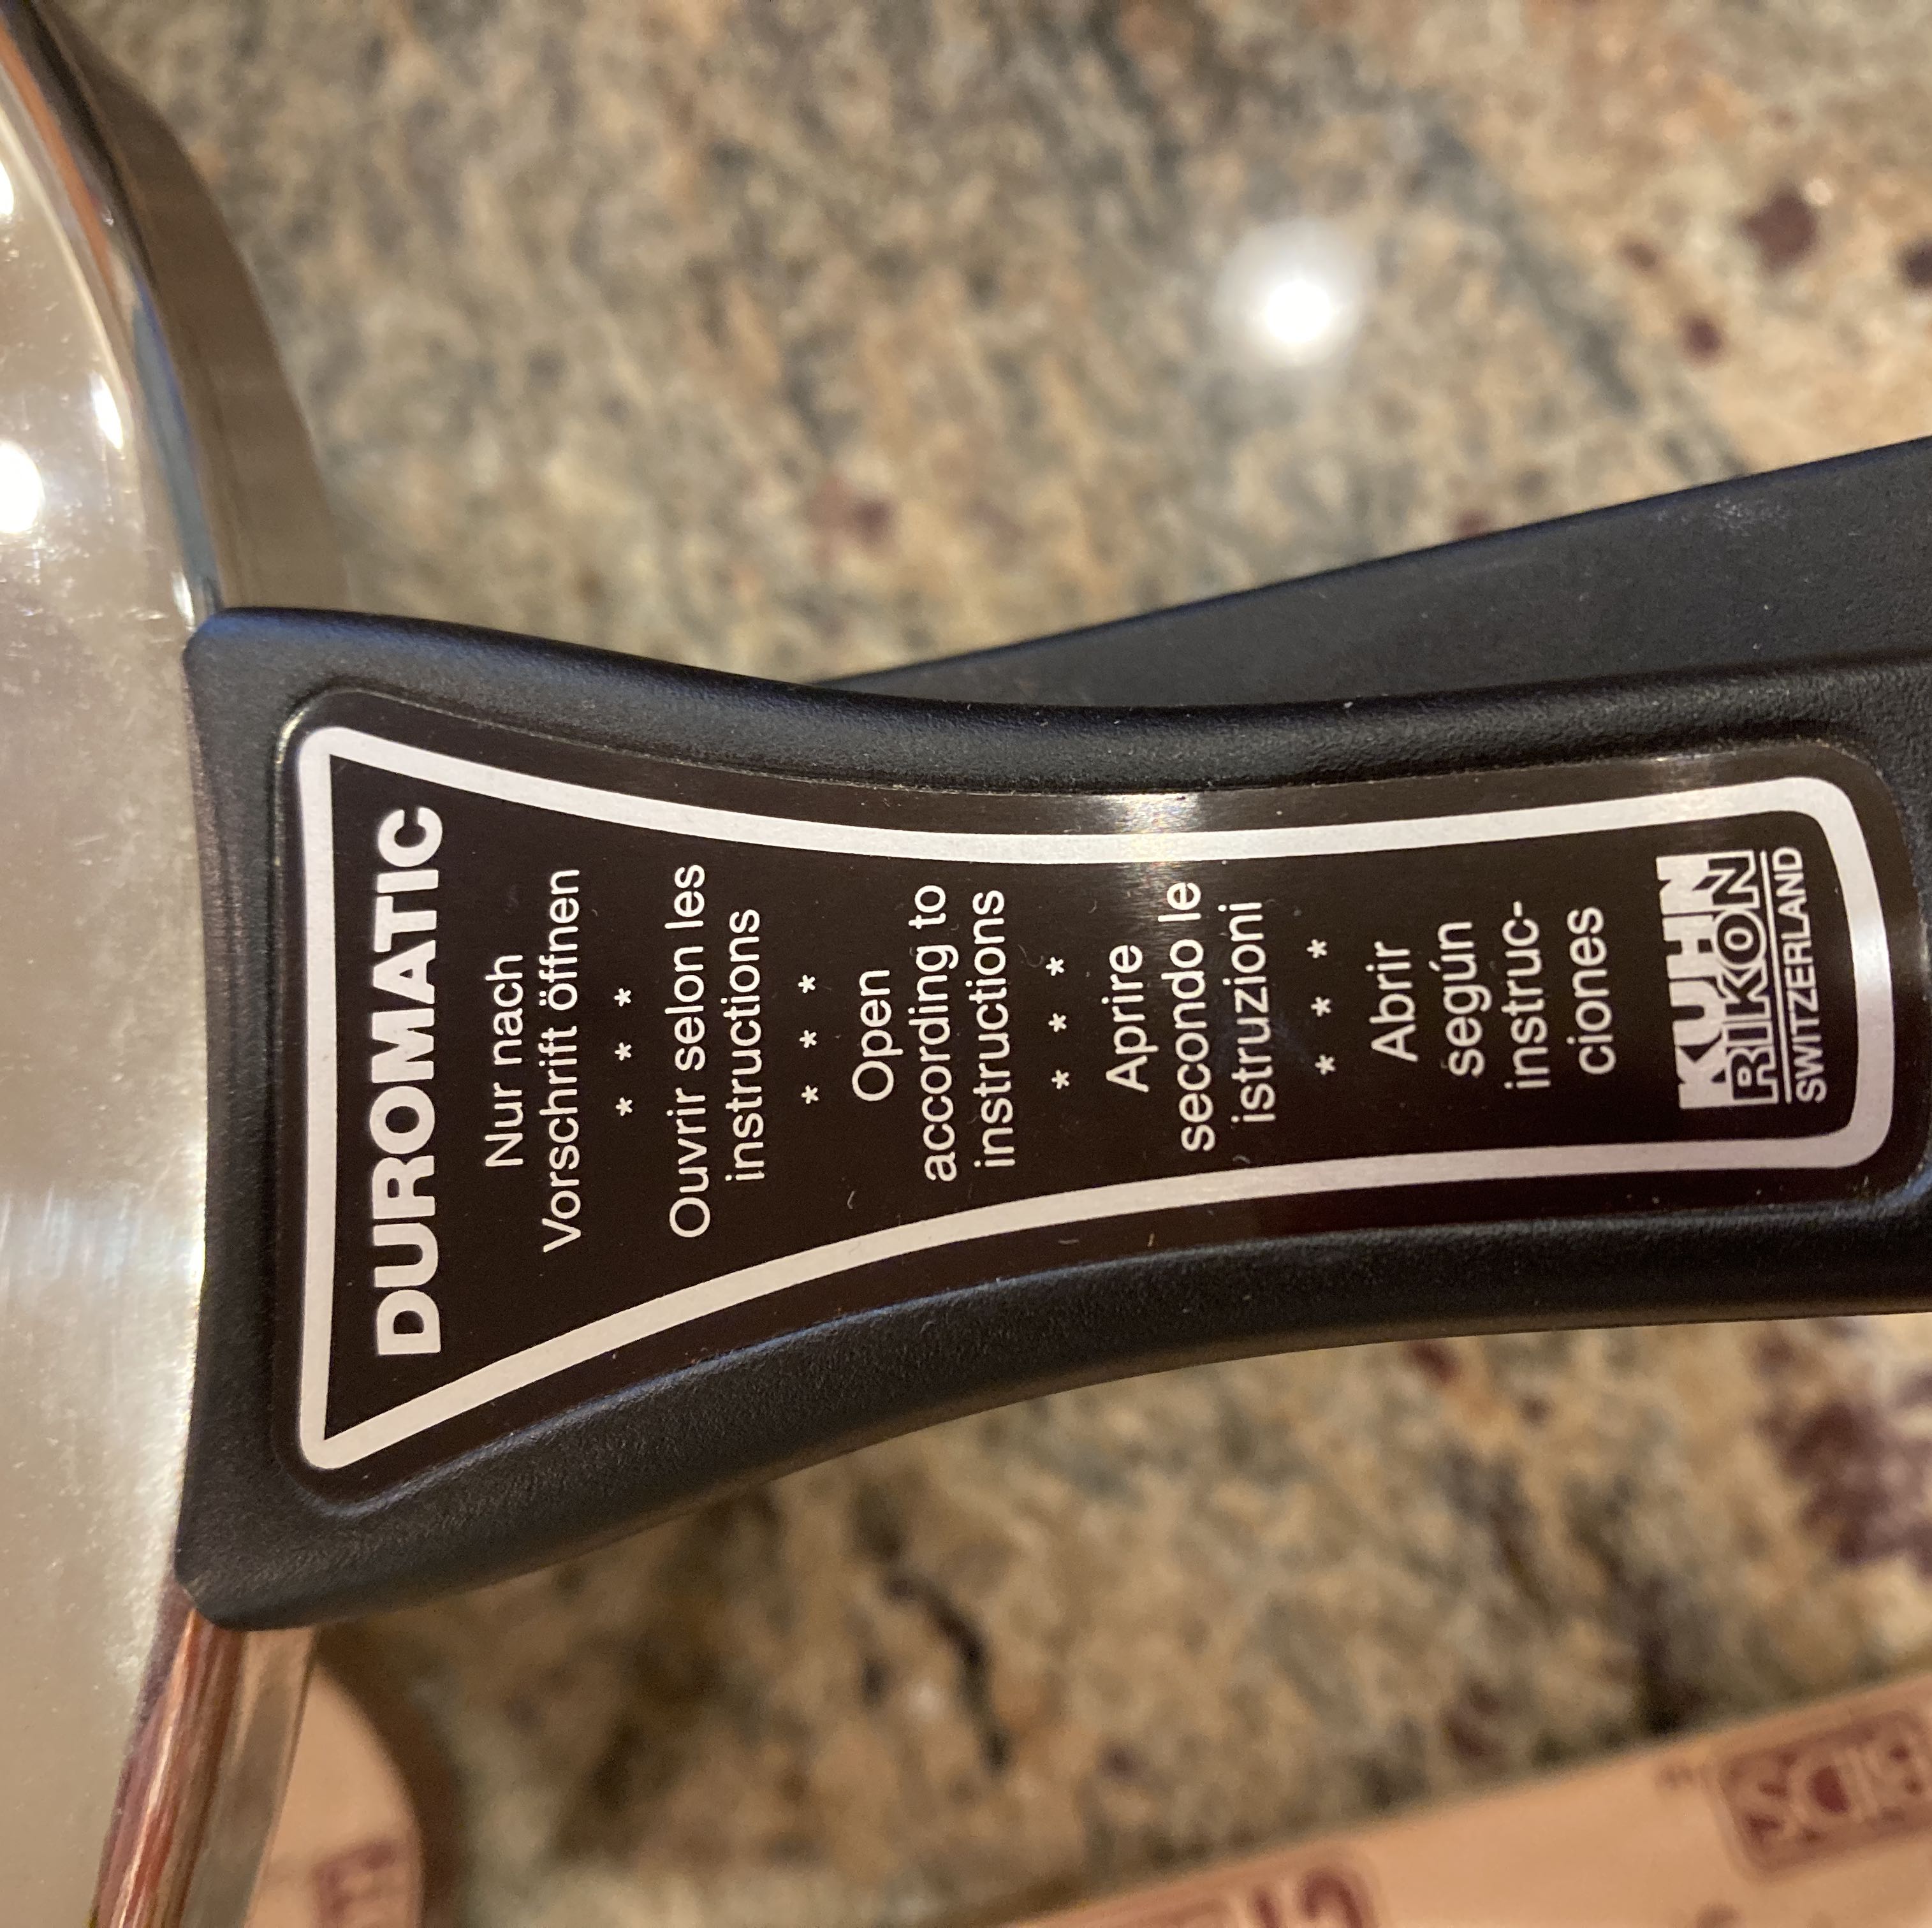 DUROMATIC
Nur nach
Vorschrift öffnen
* * *
Ouvrir selon les
instructions
* * *
Open
according to
instructions
* * *
Aprire
secondo le
istruzioni
* * *
Abrir
según
instruc-
ciones
KUHN
RIKON
SWITZERLAND